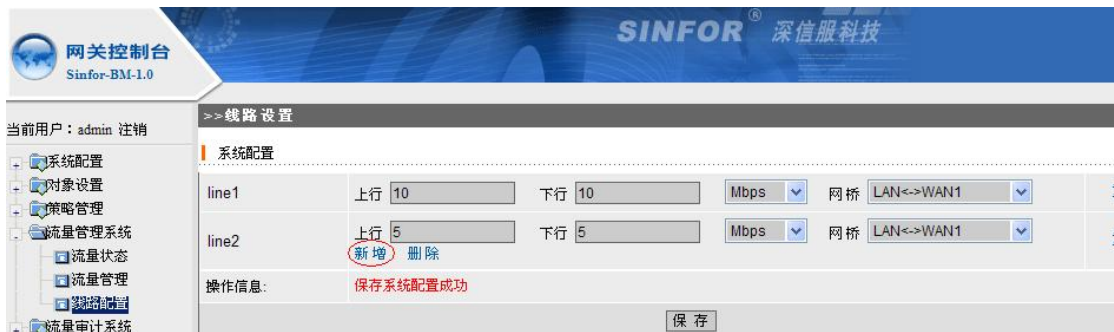 SINFOR® 深信服科技
网关控制台
Sinfor-BM-1.0
当前用户：admin 注销
系统配置
对象设置
策略管理
流量管理系统
流量状态
流量管理
线路配置
流量审计系统
>>线路设置
系统配置
line1 上行 10 下行 10 Mbps 网桥 LAN<->WAN1
line2 上行 5 下行 5 Mbps 网桥 LAN<->WAN1
新增 删除
操作信息: 保存系统配置成功
保存